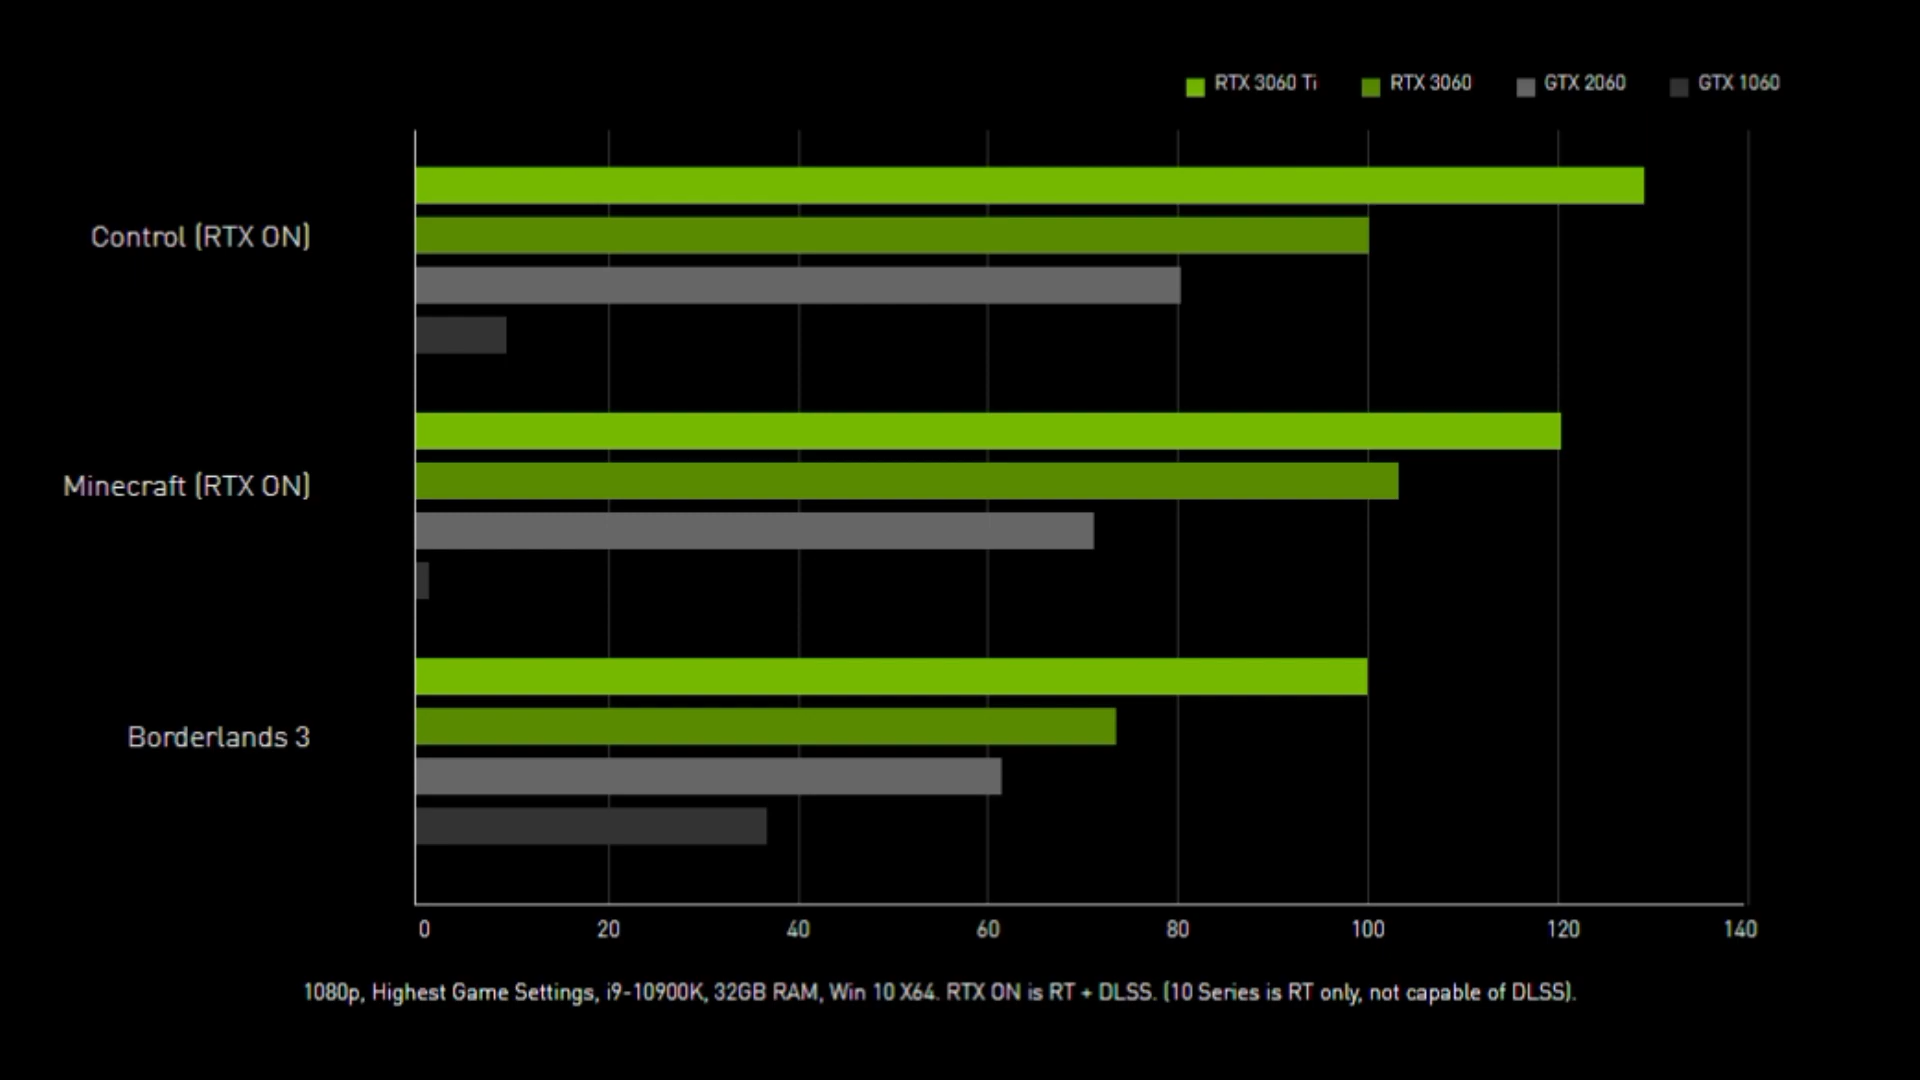 RTX 3060 Ti RTX 3060 GTX 2060 GTX 1060
Control (RTX ON)
Minecraft (RTX ON)
Borderlands 3
0 20 40 60 80 100 120 140
1080p, Highest Game Settings, i9-10900K, 32GB RAM, Win 10 X64. RTX ON is RT + DLSS. (10 Series is RT only, not capable of DLSS).